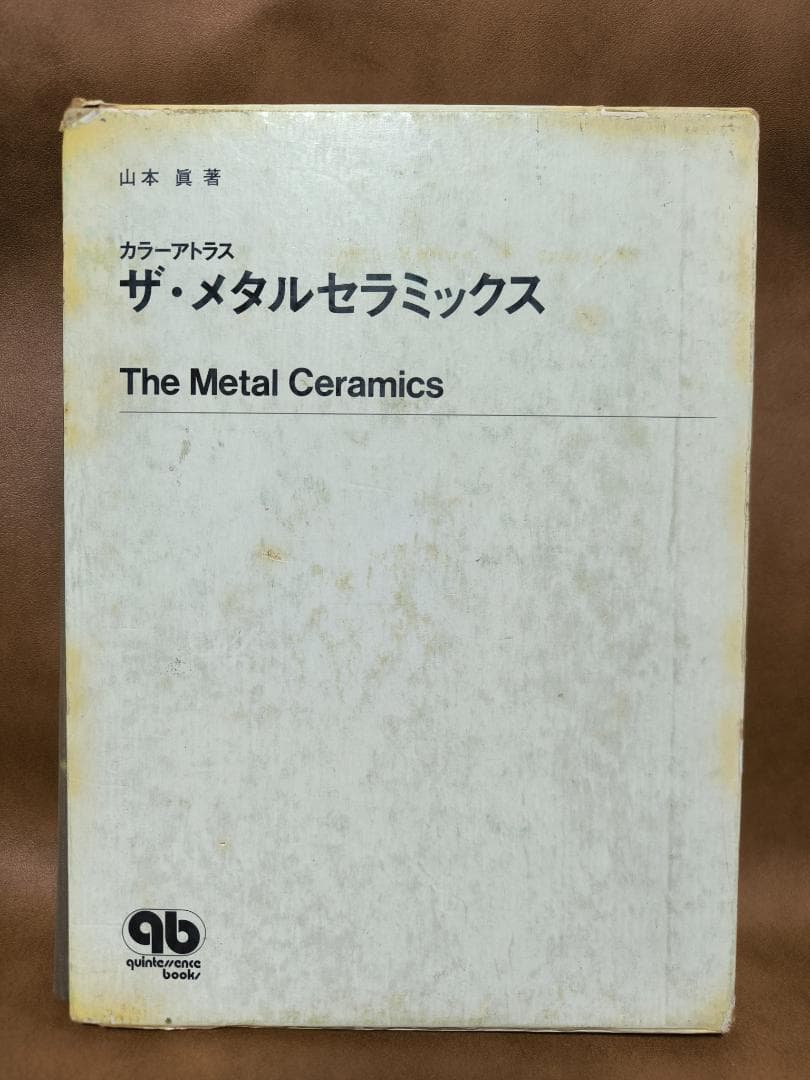 山本 眞 著
カラーアトラス
ザ・メタルセラミックス
The Metal Ceramics
qb
quintessence
books